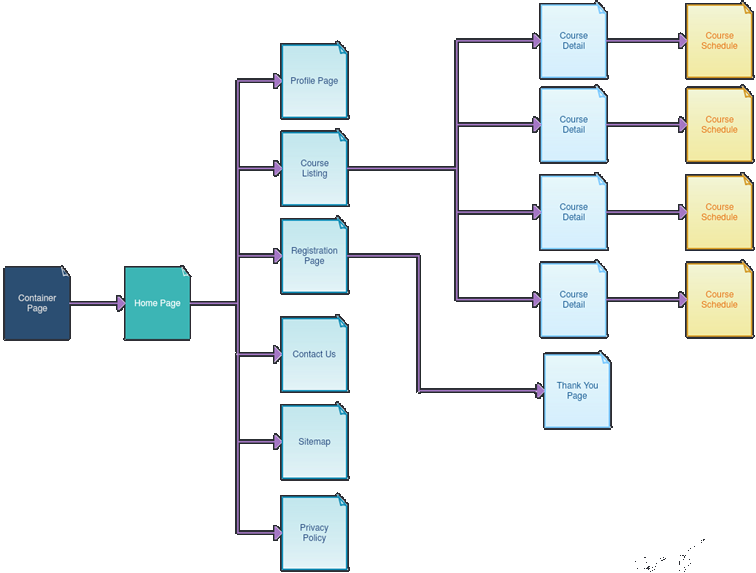 Container
Page
Home Page
Profile Page
Course
Listing
Registration
Page
Contact Us
Sitemap
Privacy
Policy
Course
Detail
Course
Schedule
Course
Detail
Course
Schedule
Course
Detail
Course
Schedule
Course
Detail
Course
Schedule
Thank You
Page